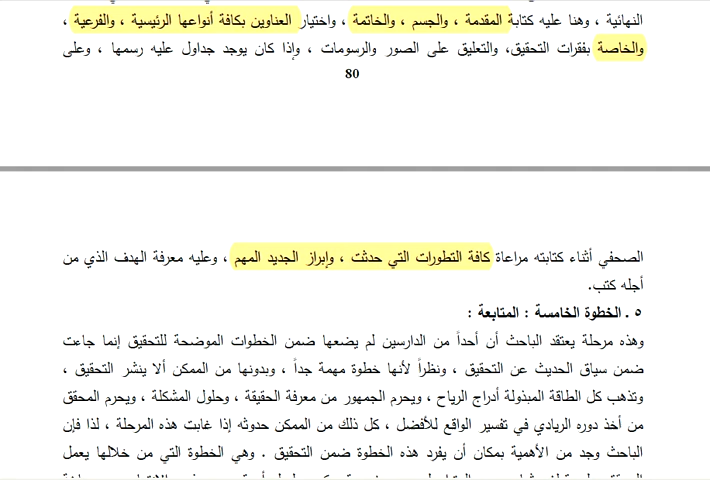 النهائية ، وهنا عليه كتابة المقدمة ، والجسم ، والخاتمة ، واختيار العناوين بكافة أنواعها الرئيسية ، والفرعية ،
والخاصة بفقرات التحقيق، والتعليق على الصور والرسومات ، وإذا كان يوجد جداول عليه رسمها ، وعلى
80
الصحفي أثناء كتابته مراعاة كافة التطورات التي حدثت ، وإبراز الجديد المهم ، وعليه معرفة الهدف الذي من
أجله كتب.
٥ . الخطوة الخامسة : المتابعة :
وهذه مرحلة يعتقد الباحث أن أحداً من الدارسين لم يضعها ضمن الخطوات الموضحة للتحقيق إنما جاءت
ضمن سياق الحديث عن التحقيق ، ونظراً لأنها خطوة مهمة جداً ، وبدونها من الممكن ألا ينشر التحقيق ،
وتذهب كل الطاقة المبذولة أدراج الرياح ، ويحرم الجمهور من معرفة الحقيقة ، وحلول المشكلة ، ويحرم المحقق
من أخذ دوره الريادي في تفسير الواقع للأفضل ، كل ذلك من الممكن حدوثه إذا غابت هذه المرحلة ، لذا فإن
الباحث وجد من الأهمية بمكان أن يفرد هذه الخطوة ضمن التحقيق . وهي الخطوة التي من خلالها يعمل